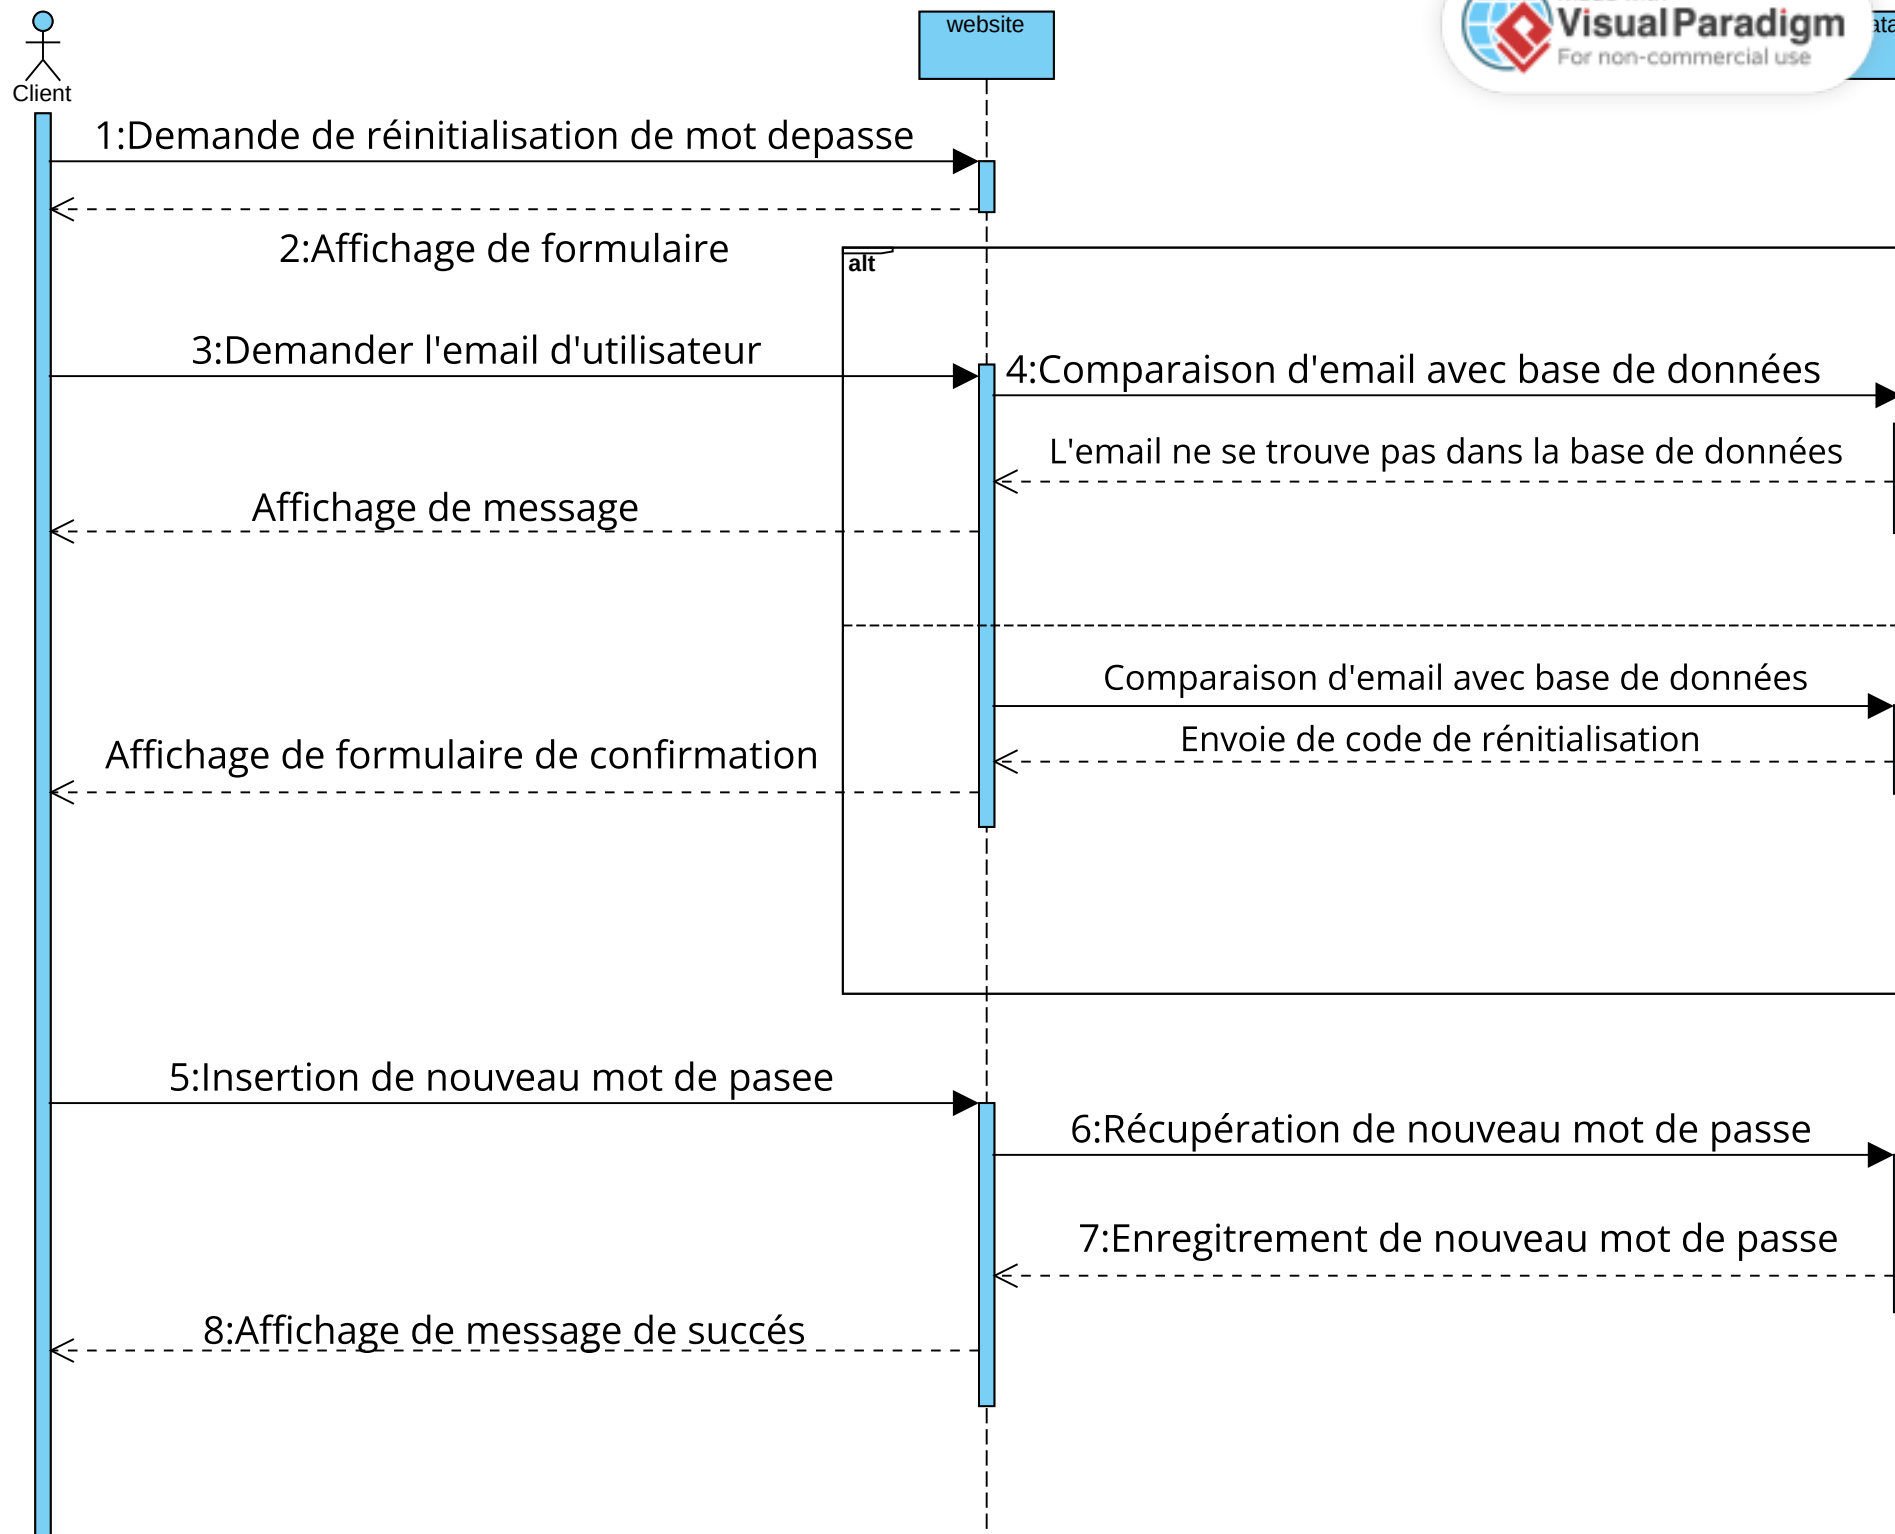 website
VisualParadigm
For non-commercial use
Client
1:Demande de réinitialisation de mot depasse
2:Affichage de formulaire
alt
3:Demander l'email d'utilisateur
4:Comparaison d'email avec base de données
L'email ne se trouve pas dans la base de données
Affichage de message
Comparaison d'email avec base de données
Envoie de code de rénitialisation
Affichage de formulaire de confirmation
5:Insertion de nouveau mot de pasee
6:Récupération de nouveau mot de passe
7:Enregitrement de nouveau mot de passe
8:Affichage de message de succés